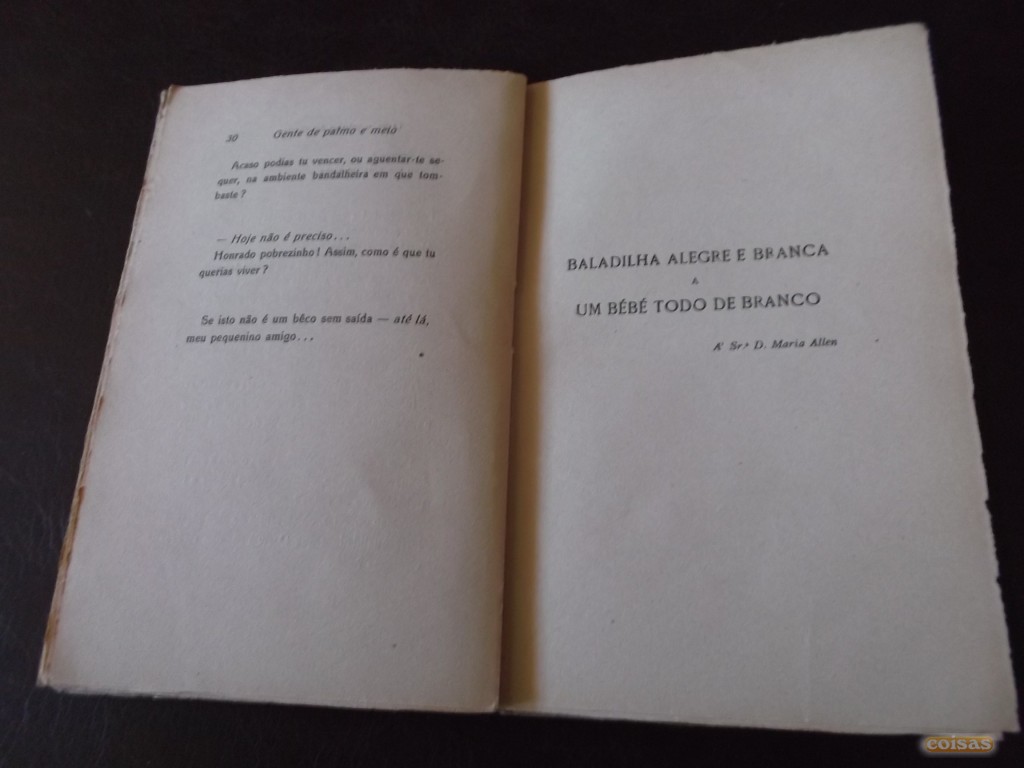 30 Gente de palmo e meio
Acaso podias tu vencer, ou aguentar-te se-
quer, na ambiente bandalheira em que tom-
baste?
— Hoje não é preciso...
Honrado pobrezinho! Assim, como é que tu
querias viver?
Se isto não é um bêco sem saída — até lá,
meu pequenino amigo...
BALADILHA ALEGRE E BRANCA
A
UM BÉBÉ TODO DE BRANCO
A' Sr.ª D. Maria Allen
coisas